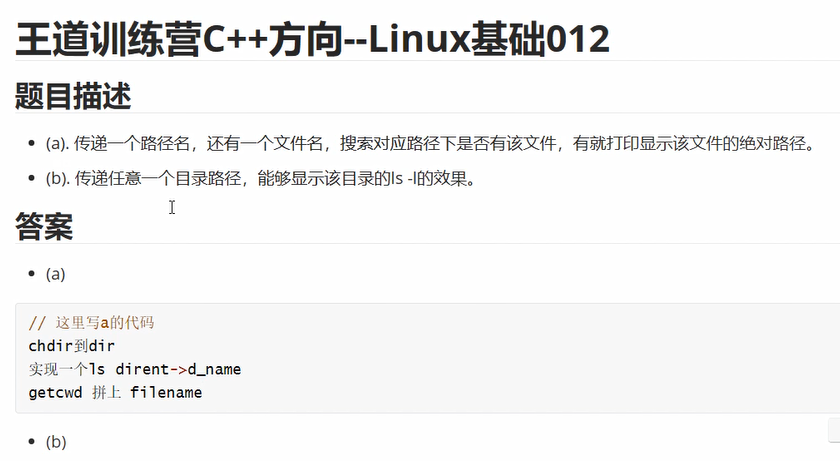 王道训练营C++方向--Linux基础012
题目描述
(a). 传递一个路径名，还有一个文件名，搜索对应路径下是否有该文件，有就打印显示该文件的绝对路径。
(b). 传递任意一个目录路径，能够显示该目录的ls -l的效果。
答案
(a)
// 这里写a的代码
chdir到dir
实现一个ls dirent->d_name
getcwd 拼上 filename
(b)